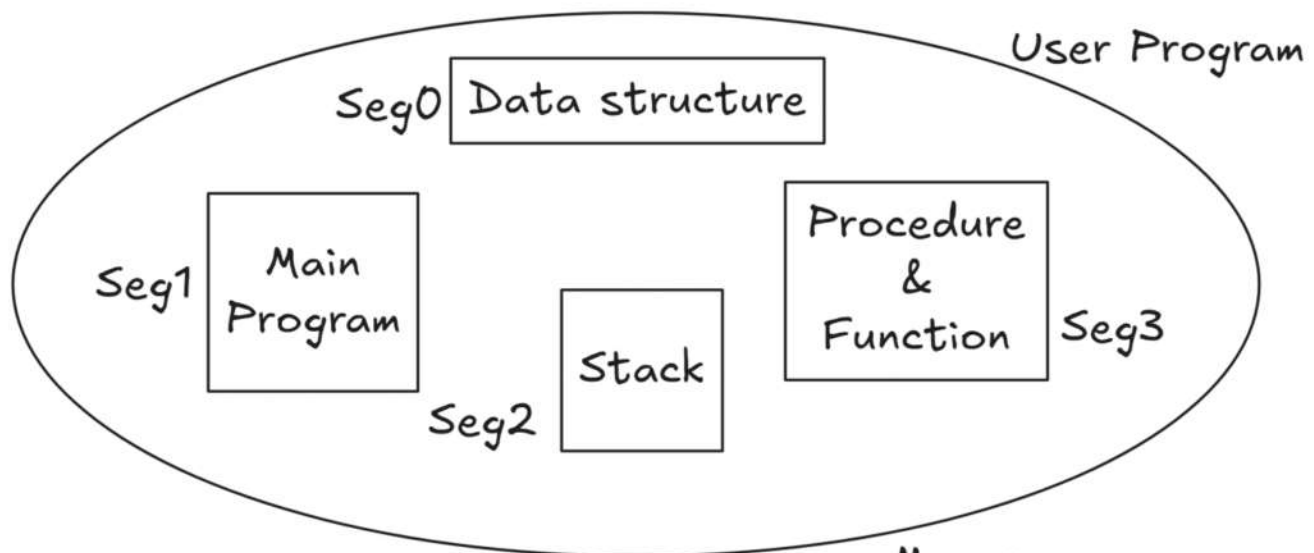 User Program
Seg0
Data structure
Seg1
Main
Program
Procedure
&
Function
Seg3
Stack
Seg2